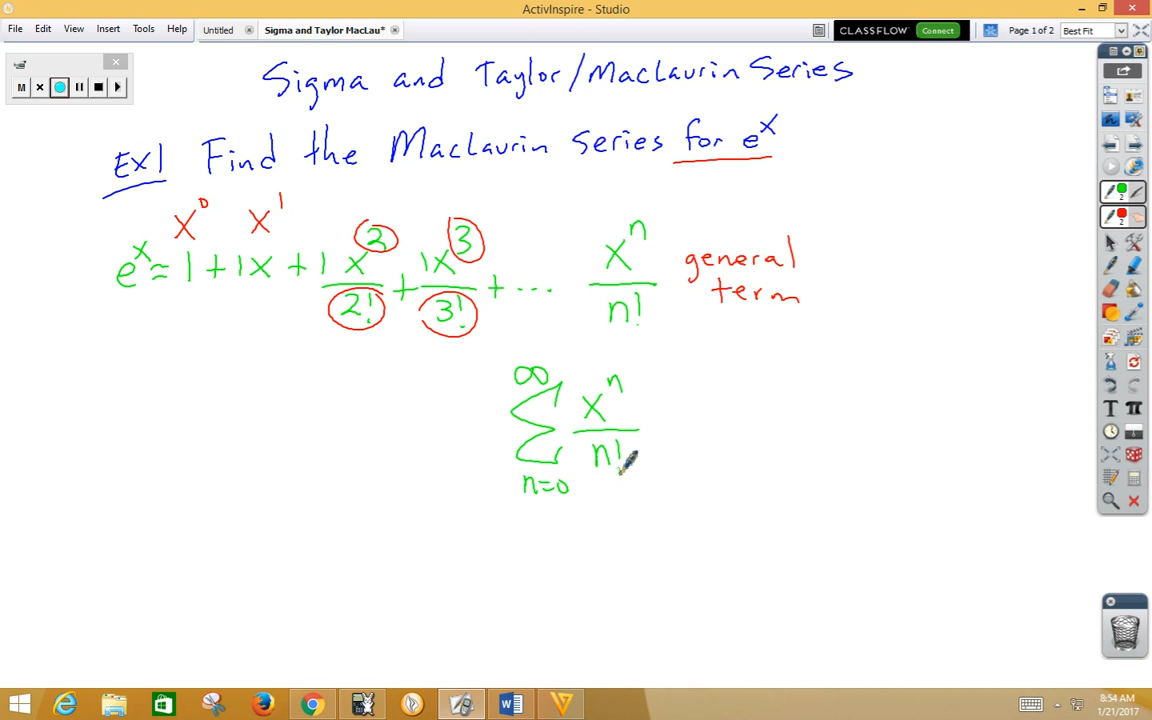 ActivInspire - Studio
File Edit View Insert Tools Help Untitled Sigma and Taylor MacLau* CLASSFLOW Connect Page 1 of 2 Best Fit
M
Sigma and Taylor/Maclaurin Series
Ex1 Find the Maclaurin series for e^x
x^0 x^1
e^x ≈ 1 + 1x + 1x^2/2! + 1x^3/3! + ... x^n/n! general term
∞
Σ x^n/n!
n=0
2
2
T
8:54 AM
1/21/2017